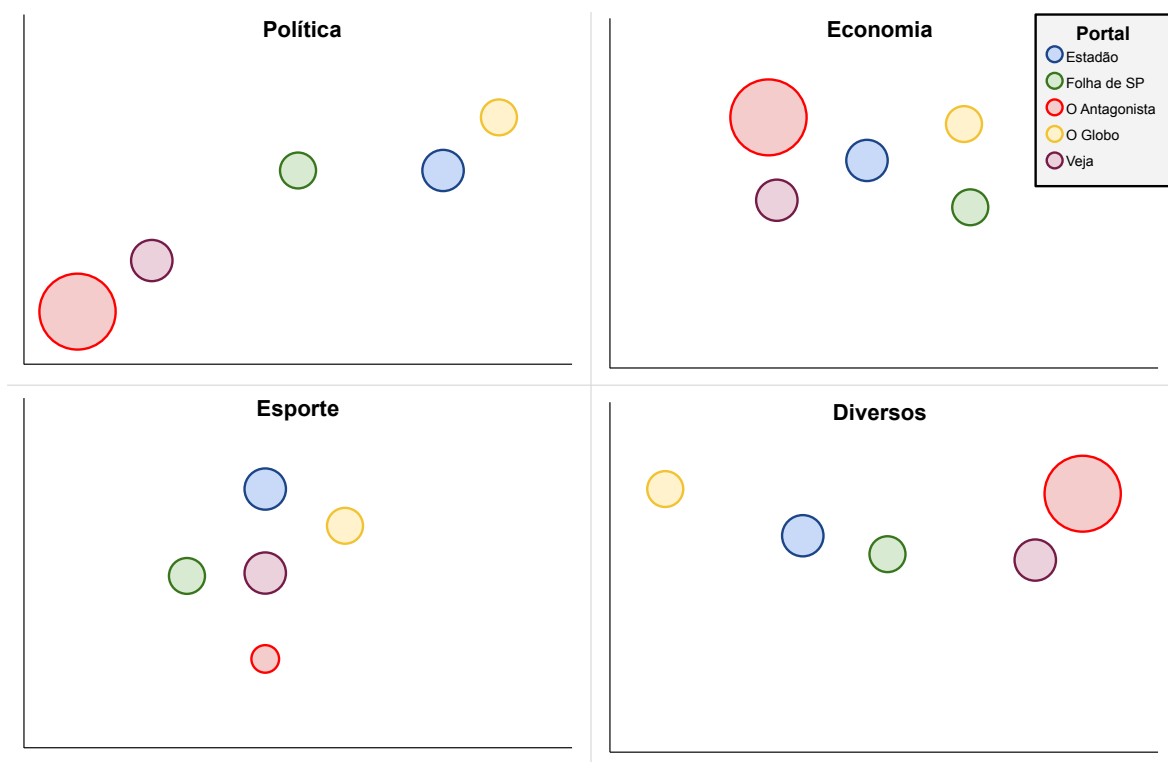 Política
Economia
Portal
Estadão
Folha de SP
O Antagonista
O Globo
Veja
Esporte
Diversos